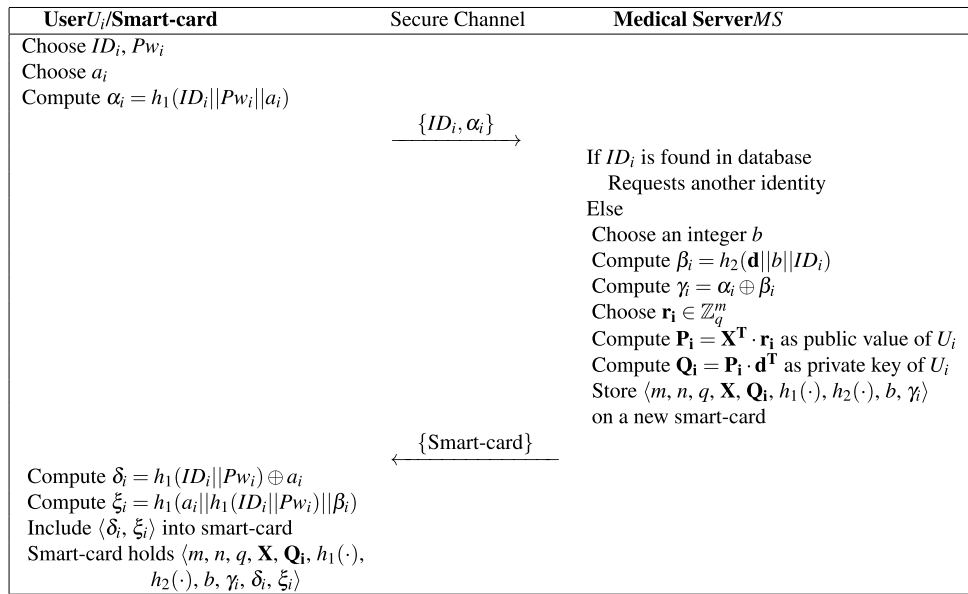 UserU_i/Smart-card Secure Channel Medical ServerMS
Choose ID_i, Pw_i
Choose a_i
Compute α_i = h_1(ID_i||Pw_i||a_i)
{ID_i, α_i}
If ID_i is found in database
Requests another identity
Else
Choose an integer b
Compute β_i = h_2(d||b||ID_i)
Compute γ_i = α_i ⊕ β_i
Choose r_i ∈ ℤ_q^m
Compute P_i = X^T · r_i as public value of U_i
Compute Q_i = P_i · d^T as private key of U_i
Store ⟨m, n, q, X, Q_i, h_1(·), h_2(·), b, γ_i⟩
on a new smart-card
{Smart-card}
Compute δ_i = h_1(ID_i||Pw_i) ⊕ a_i
Compute ξ_i = h_1(a_i||h_1(ID_i||Pw_i)||β_i)
Include ⟨δ_i, ξ_i⟩ into smart-card
Smart-card holds ⟨m, n, q, X, Q_i, h_1(·),
h_2(·), b, γ_i, δ_i, ξ_i⟩